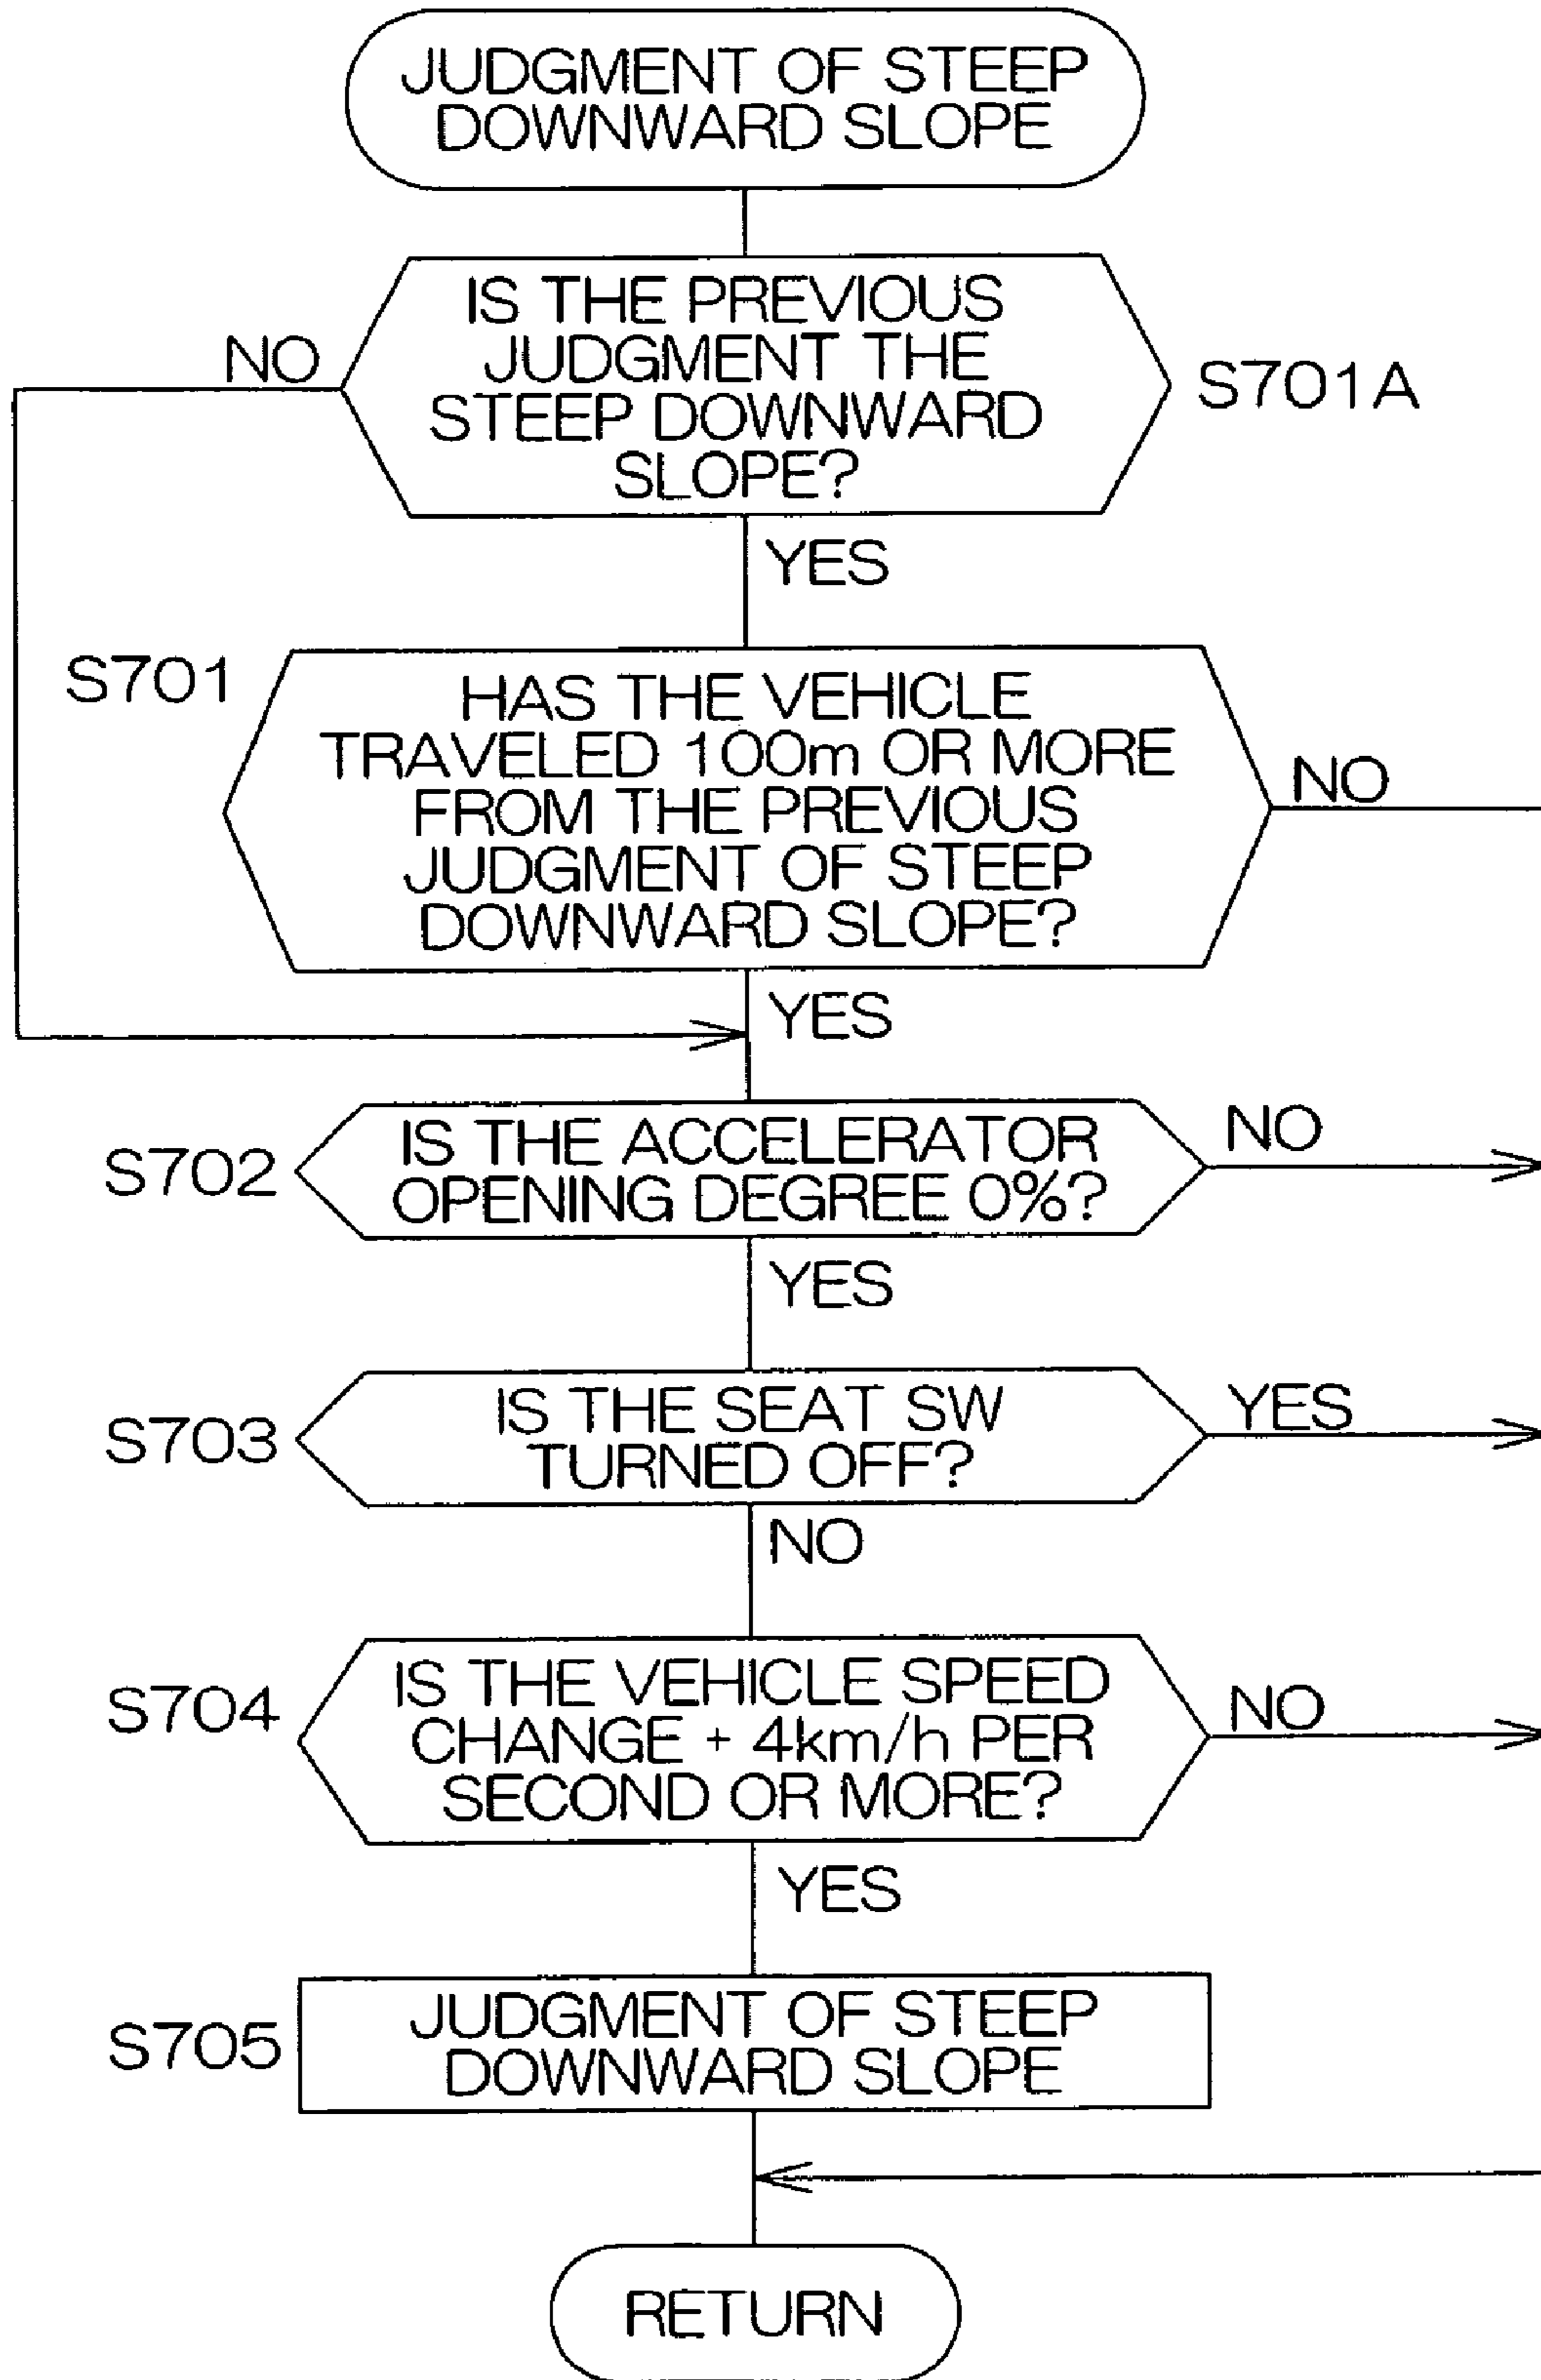 JUDGMENT OF STEEP
DOWNWARD SLOPE
IS THE PREVIOUS
JUDGMENT THE
STEEP DOWNWARD
SLOPE?
NO
S701A
YES
S701
HAS THE VEHICLE
TRAVELED 100m OR MORE
FROM THE PREVIOUS
JUDGMENT OF STEEP
DOWNWARD SLOPE?
NO
YES
S702
IS THE ACCELERATOR
OPENING DEGREE 0%?
NO
YES
S703
IS THE SEAT SW
TURNED OFF?
YES
NO
S704
IS THE VEHICLE SPEED
CHANGE + 4km/h PER
SECOND OR MORE?
NO
YES
S705
JUDGMENT OF STEEP
DOWNWARD SLOPE
RETURN